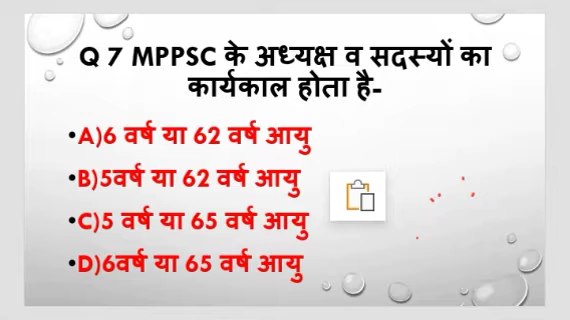 Q 7 MPPSC के अध्यक्ष व सदस्यों का
कार्यकाल होता है-
•A)6 वर्ष या 62 वर्ष आयु
•B)5वर्ष या 62 वर्ष आयु
•C)5 वर्ष या 65 वर्ष आयु
•D)6वर्ष या 65 वर्ष आयु